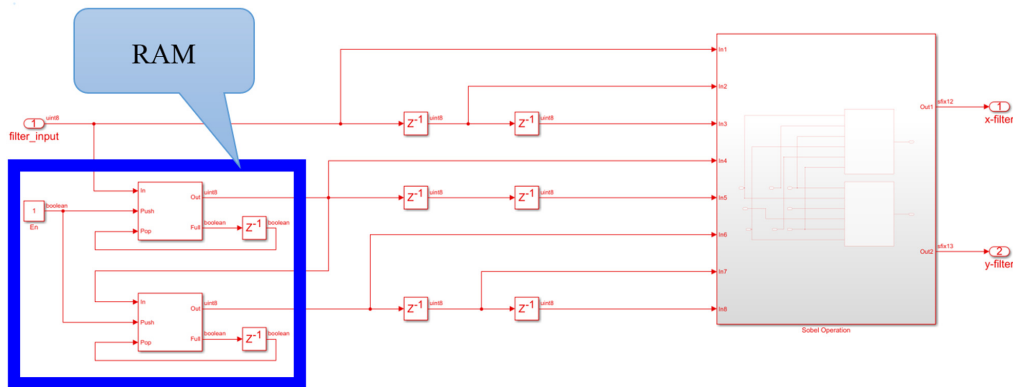 RAM
In1
In2
1
uint8
filter_input
Z-1
uint8
Z-1
uint8
In3
Out1
sfix12
1
x-filter
In4
boolean
1
En
In
Push
Pop
Out
uint8
Full
boolean
Z-1
boolean
Z-1
uint8
Z-1
uint8
In5
In6
Out2
sfix13
2
y-filter
In7
In
Push
Pop
Out
uint8
Full
boolean
Z-1
boolean
Z-1
uint8
Z-1
uint8
In8
Sobel Operation